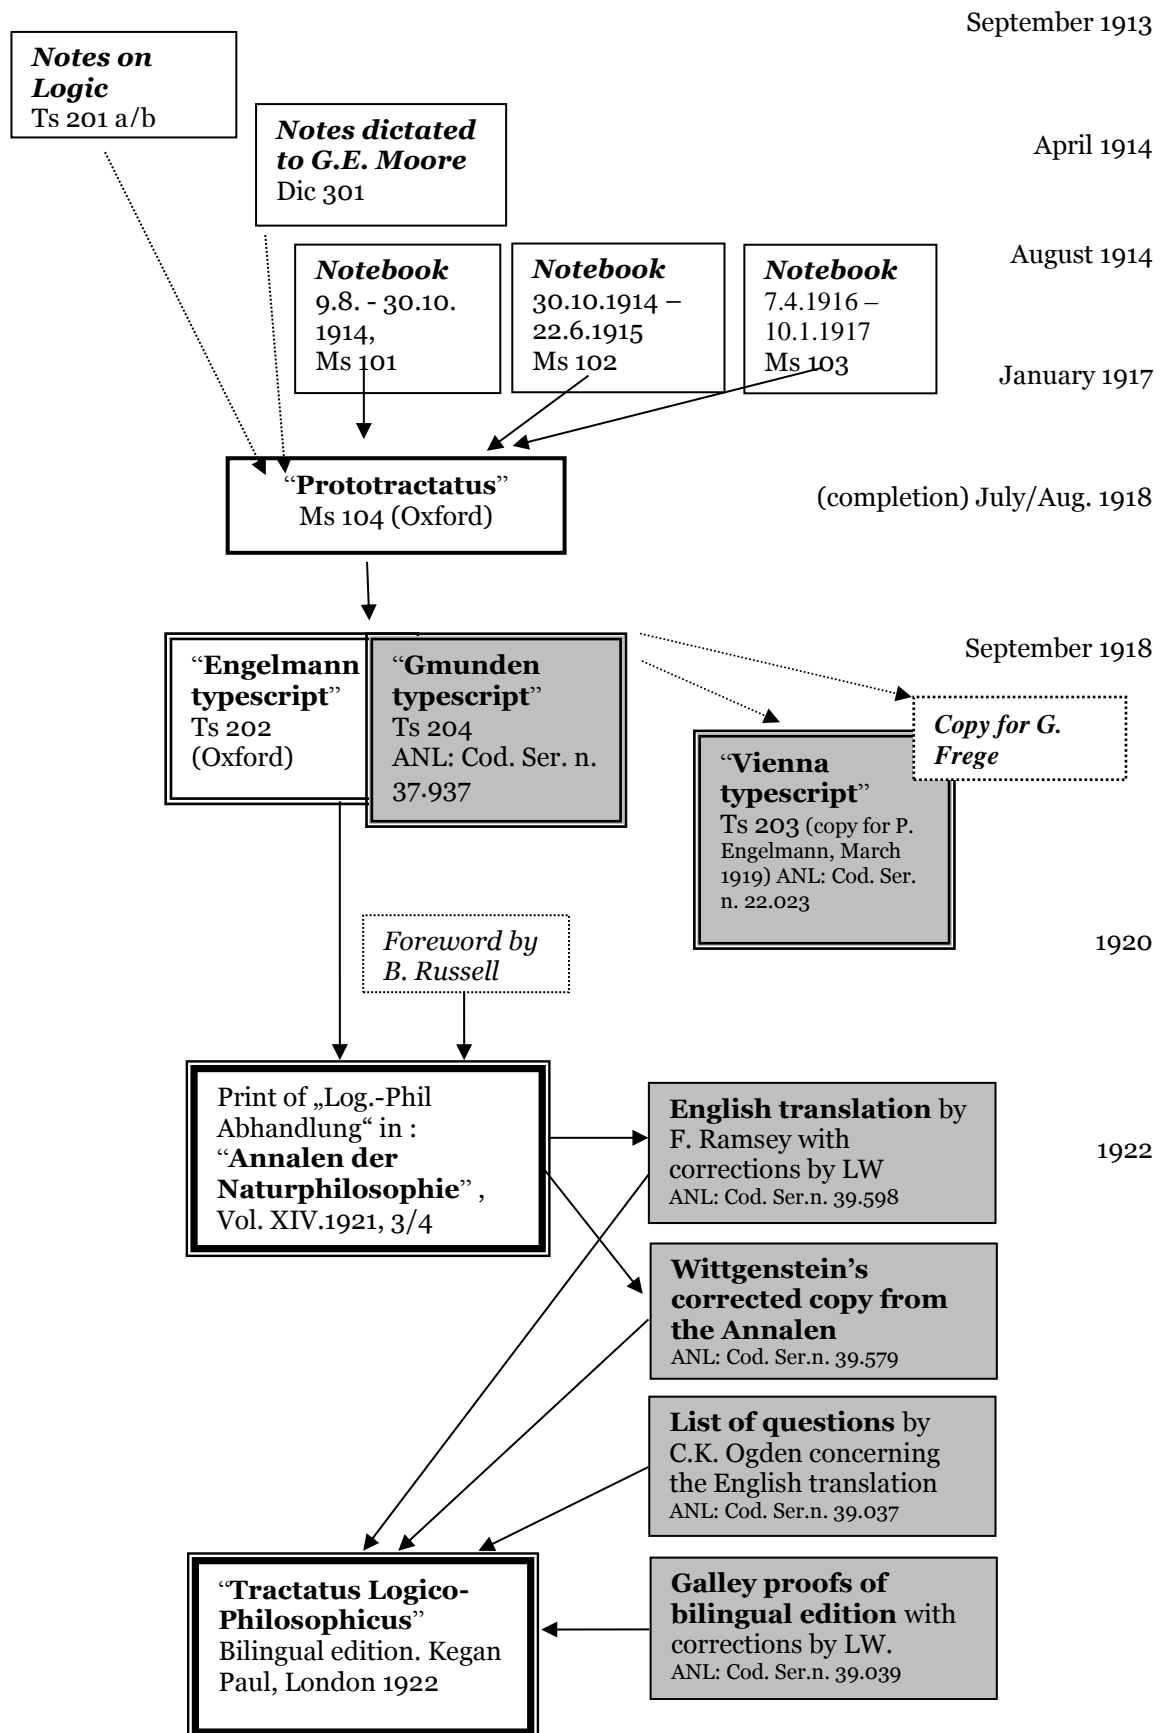 September 1913
Notes on
Logic
Ts 201 a/b
Notes dictated
to G.E. Moore
Dic 301
April 1914
August 1914
Notebook
9.8. - 30.10.
1914,
Ms 101
Notebook
30.10.1914 –
22.6.1915
Ms 102
Notebook
7.4.1916 –
10.1.1917
Ms 103
January 1917
“Prototractatus”
Ms 104 (Oxford)
(completion) July/Aug. 1918
September 1918
“Engelmann
typescript”
Ts 202
(Oxford)
“Gmunden
typescript”
Ts 204
ANL: Cod. Ser. n.
37.937
Copy for G.
Frege
“Vienna
typescript”
Ts 203 (copy for P.
Engelmann, March
1919) ANL: Cod. Ser.
n. 22.023
Foreword by
B. Russell
1920
Print of „Log.-Phil
Abhandlung“ in :
“Annalen der
Naturphilosophie” ,
Vol. XIV.1921, 3/4
English translation by
F. Ramsey with
corrections by LW
ANL: Cod. Ser.n. 39.598
1922
Wittgenstein’s
corrected copy from
the Annalen
ANL: Cod. Ser.n. 39.579
List of questions by
C.K. Ogden concerning
the English translation
ANL: Cod. Ser.n. 39.037
“Tractatus Logico-
Philosophicus”
Bilingual edition. Kegan
Paul, London 1922
Galley proofs of
bilingual edition with
corrections by LW.
ANL: Cod. Ser.n. 39.039